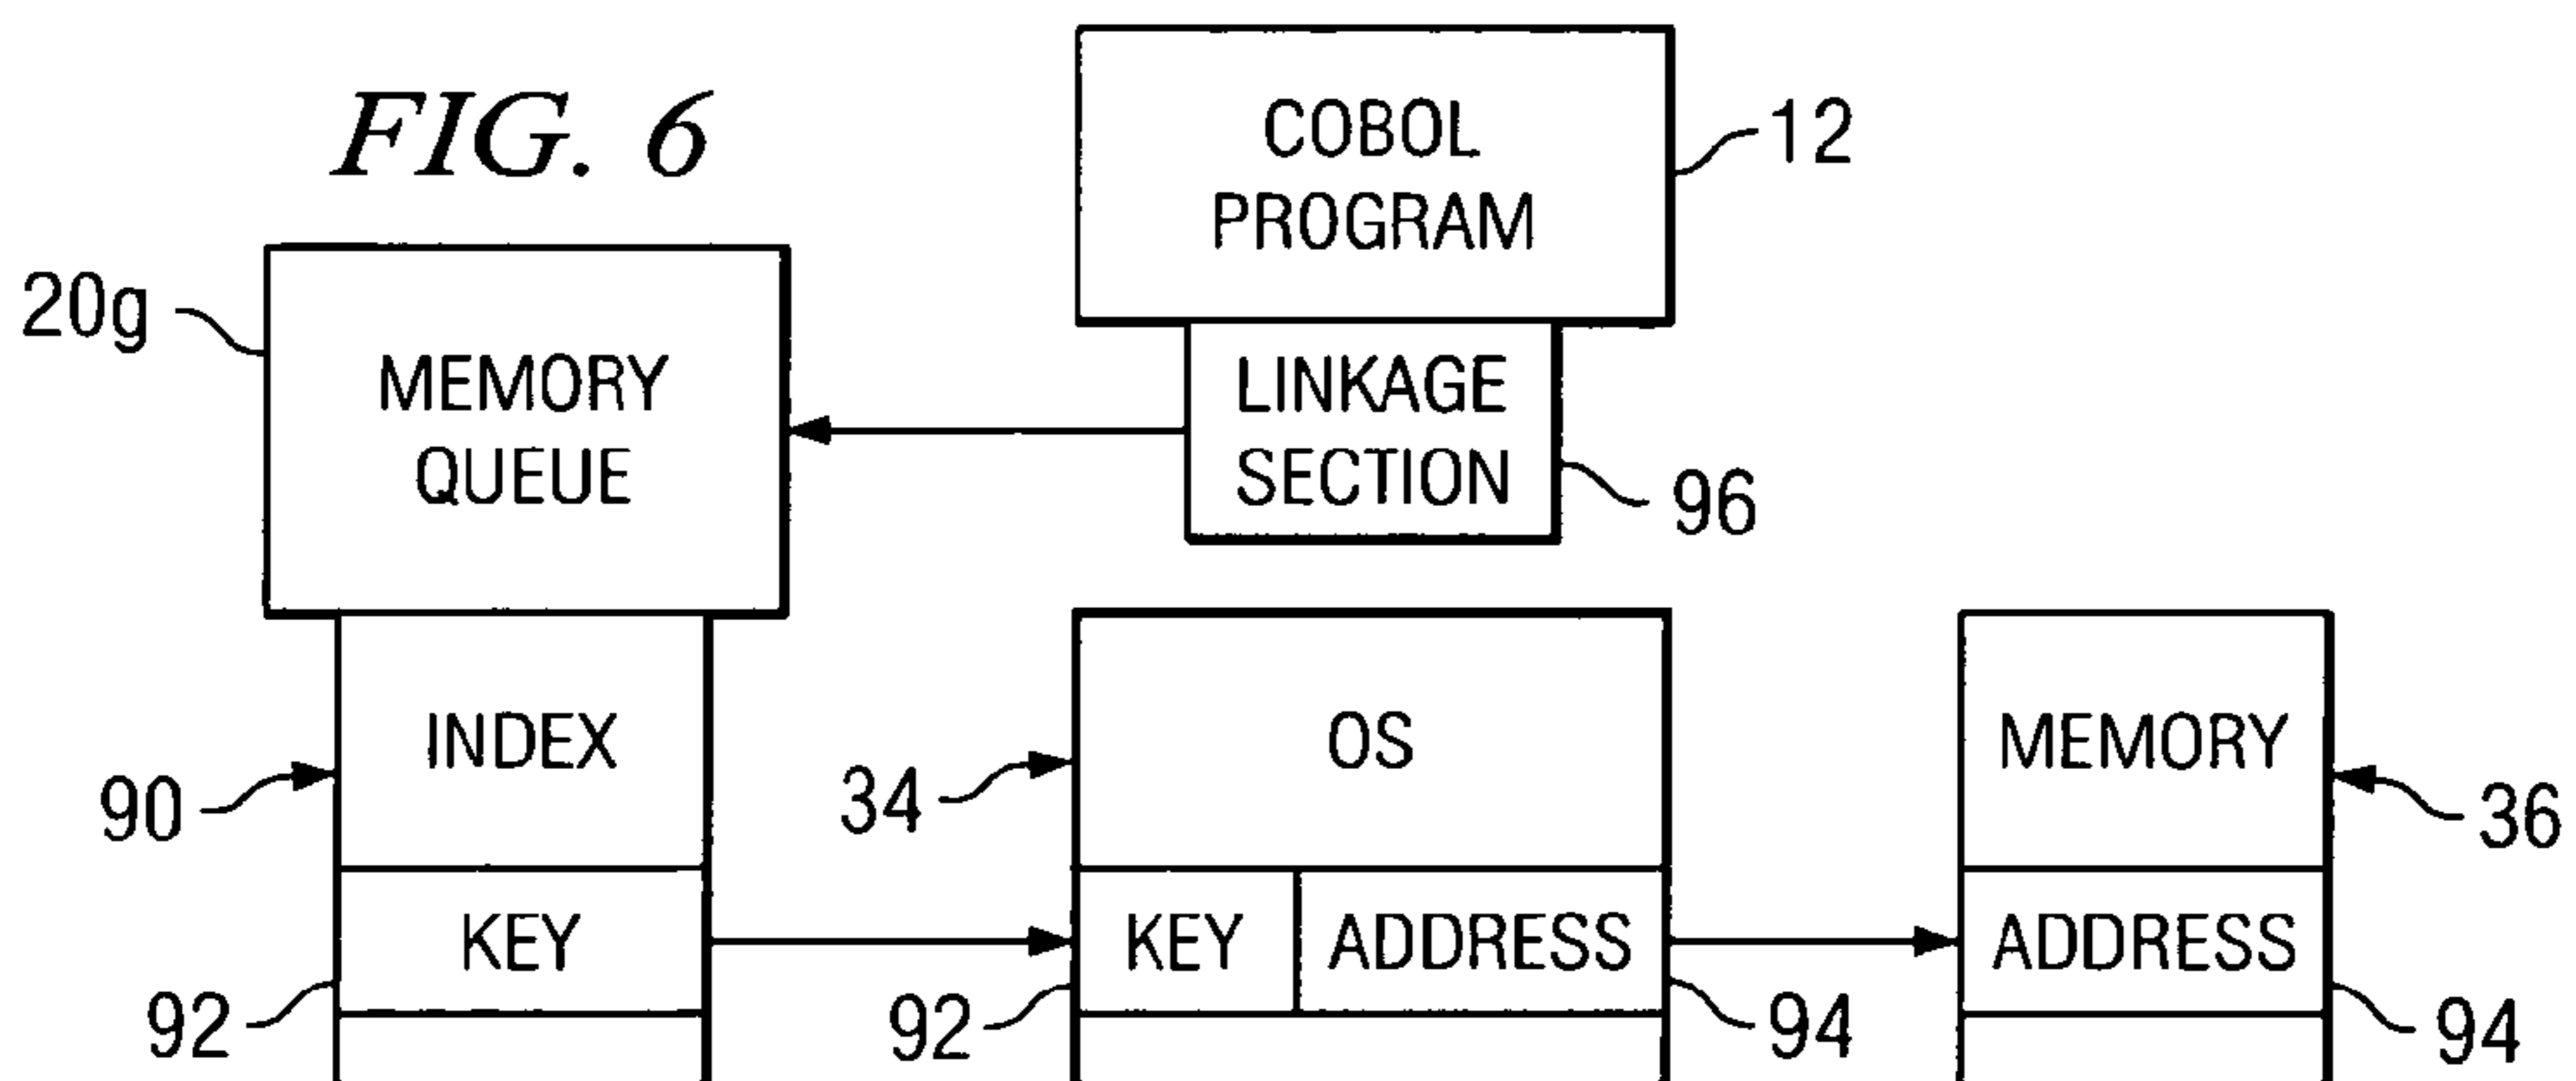 FIG. 6
COBOL
PROGRAM
12
20g
MEMORY
QUEUE
LINKAGE
SECTION
96
INDEX
90
OS
34
MEMORY
36
KEY
92
KEY
ADDRESS
92
94
ADDRESS
94